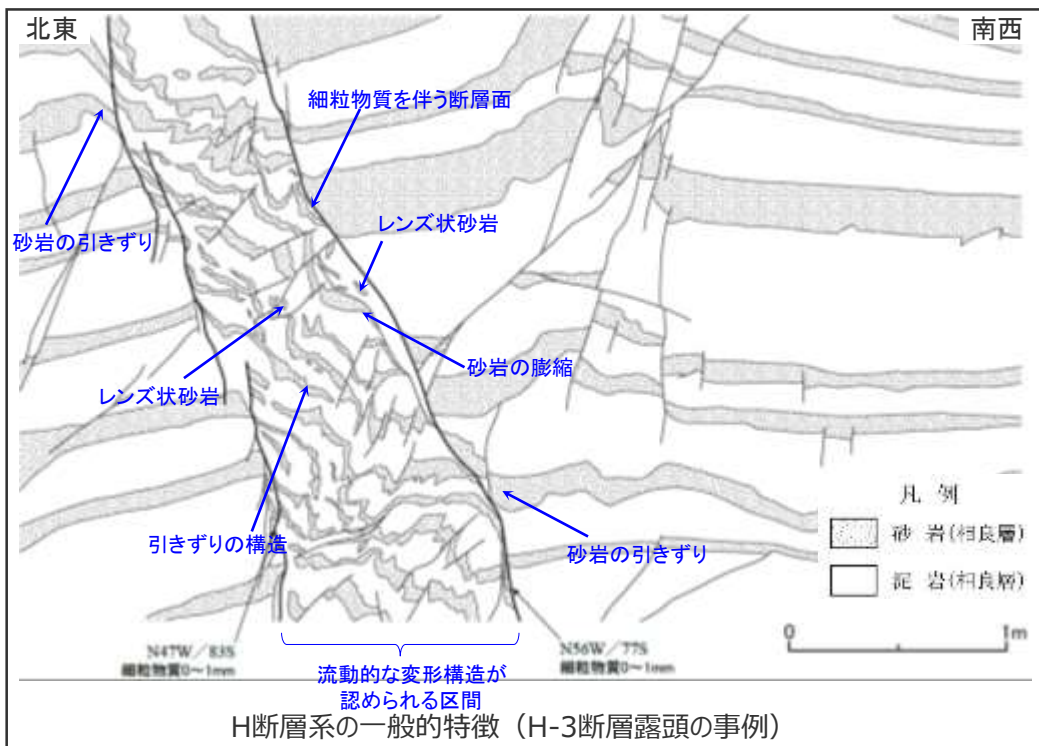 北東
南西
細粒物質を伴う断層面
レンズ状砂岩
砂岩の引きずり
砂岩の膨縮
レンズ状砂岩
引きずりの構造
砂岩の引きずり
凡 例
砂 岩(相良層)
泥 岩(相良層)
0 1m
N47W/83S
細粒物質0～1mm
N56W/77S
細粒物質0～1mm
流動的な変形構造が
認められる区間
H断層系の一般的特徴（H-3断層露頭の事例）